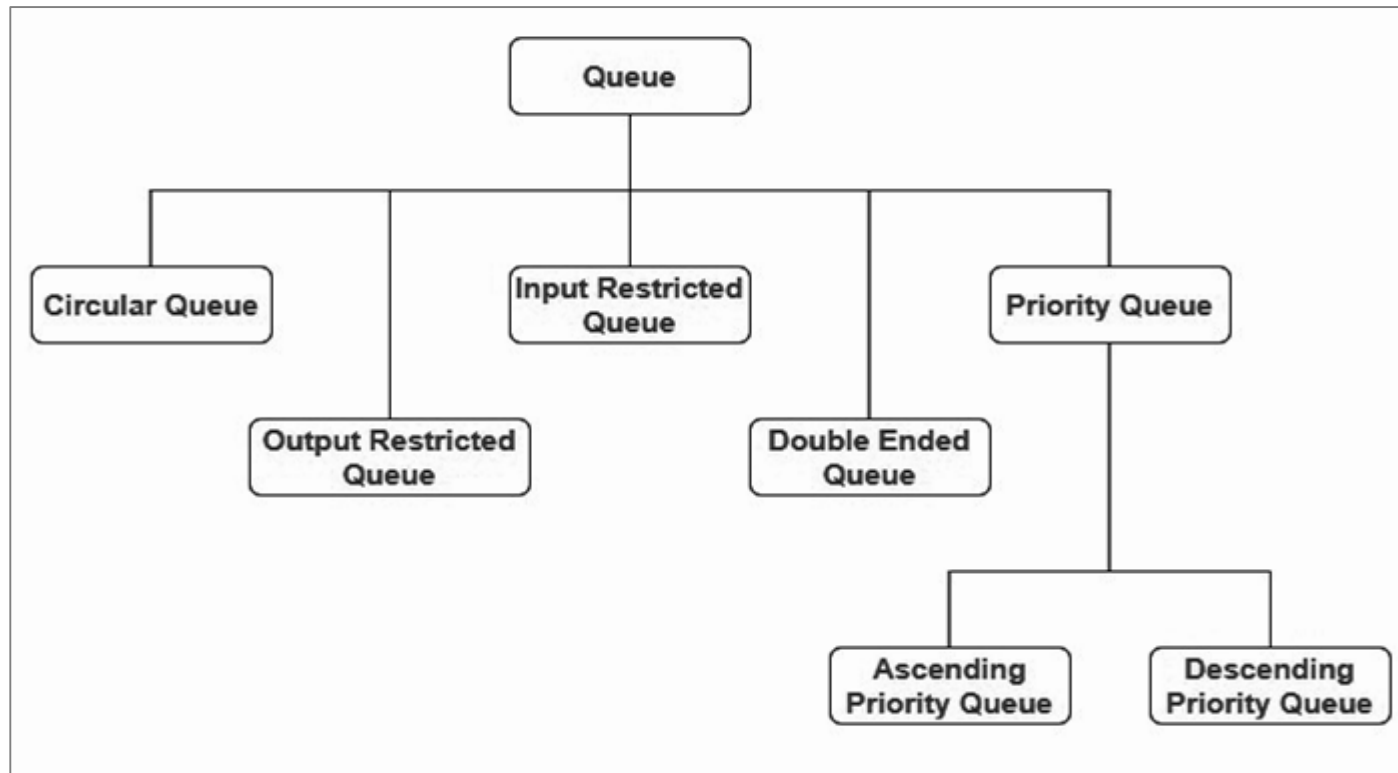 Queue
Circular Queue
Input Restricted
Queue
Priority Queue
Output Restricted
Queue
Double Ended
Queue
Ascending
Priority Queue
Descending
Priority Queue